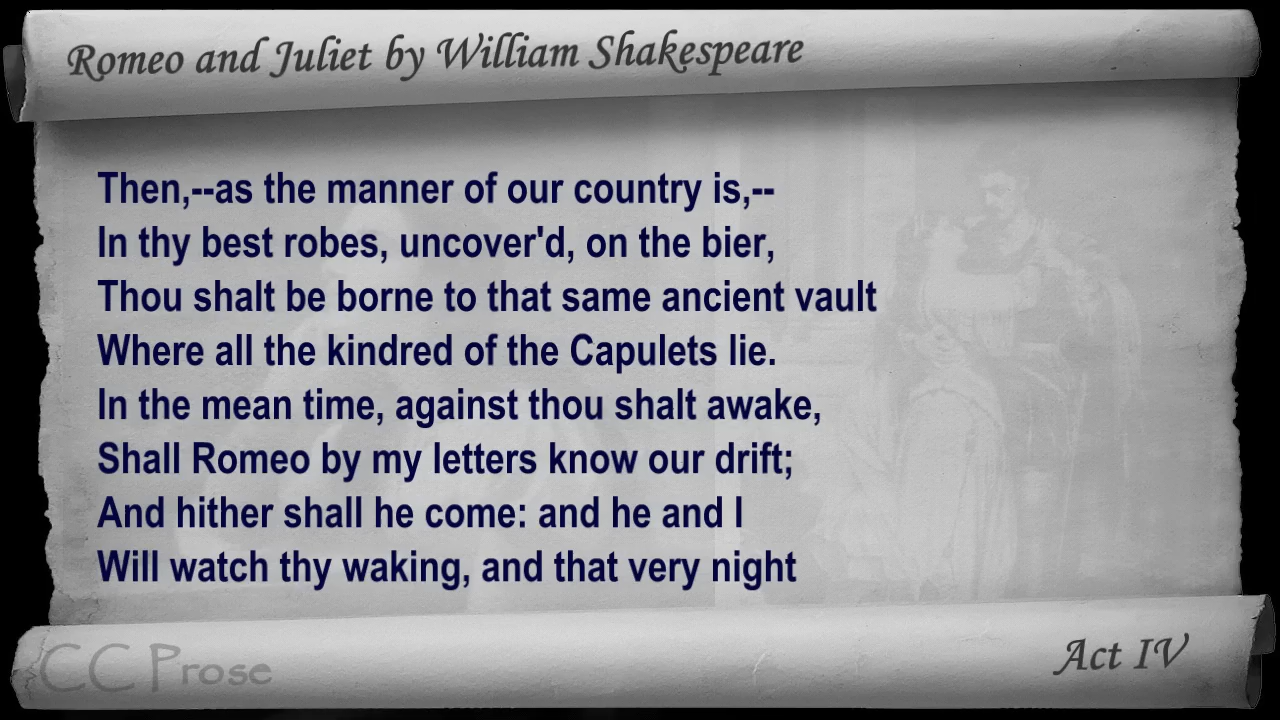 Romeo and Juliet by William Shakespeare
Then,--as the manner of our country is,--
In thy best robes, uncover'd, on the bier,
Thou shalt be borne to that same ancient vault
Where all the kindred of the Capulets lie.
In the mean time, against thou shalt awake,
Shall Romeo by my letters know our drift;
And hither shall he come: and he and I
Will watch thy waking, and that very night
CC Prose
Act IV